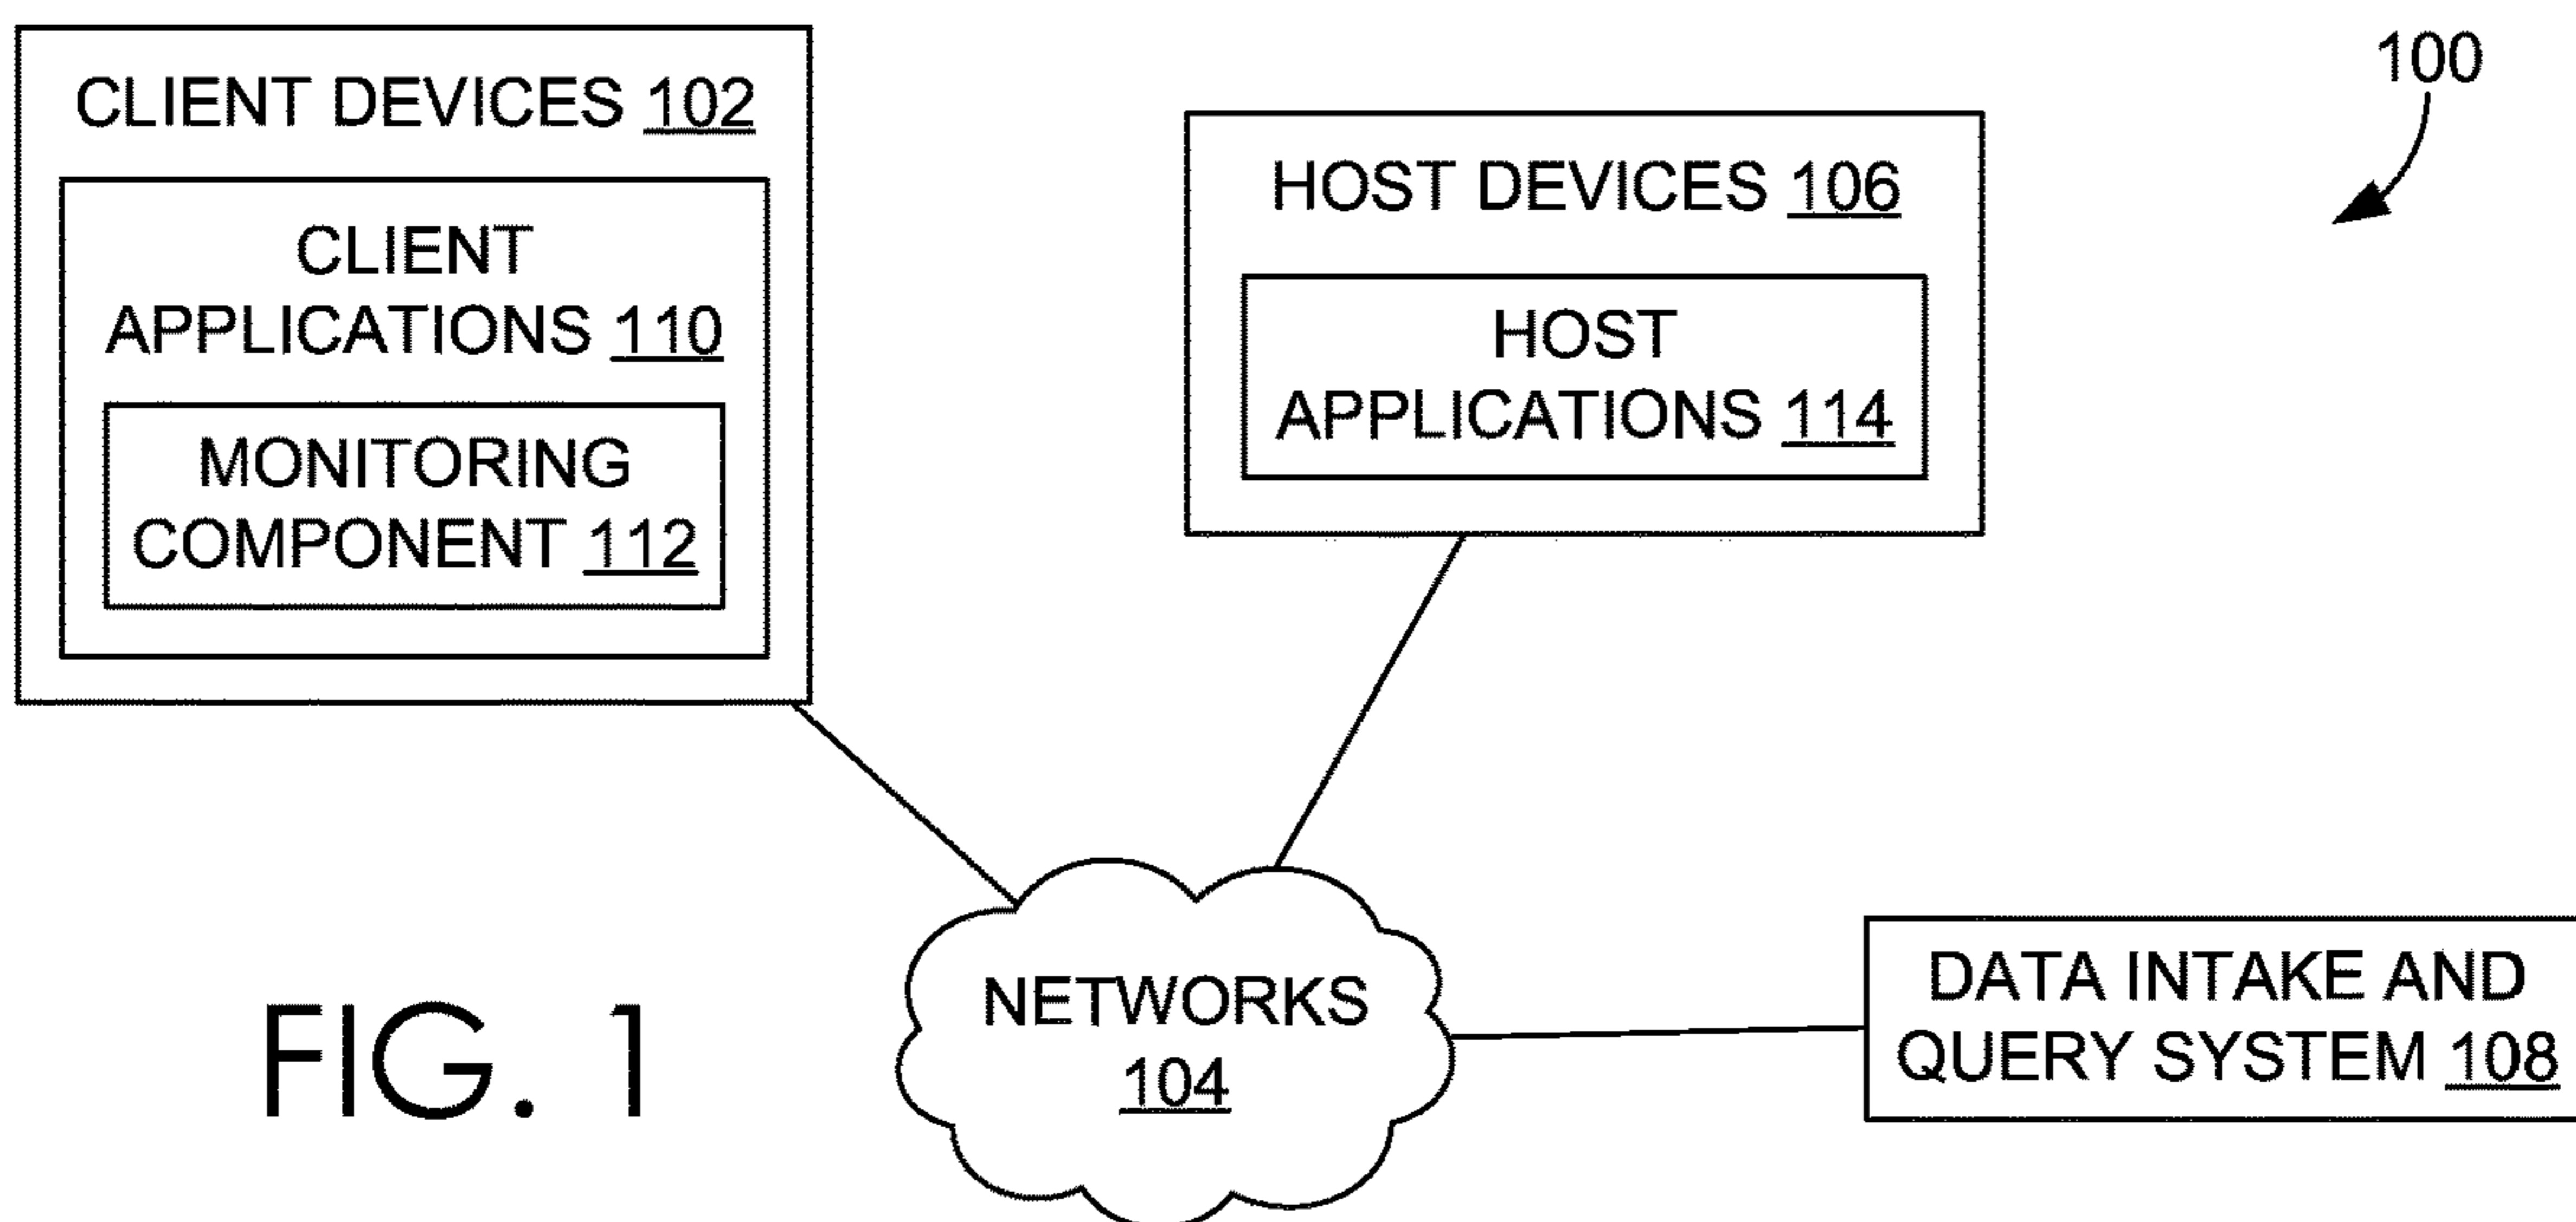 CLIENT DEVICES 102
CLIENT
APPLICATIONS 110
MONITORING
COMPONENT 112
HOST DEVICES 106
HOST
APPLICATIONS 114
100
NETWORKS
104
DATA INTAKE AND
QUERY SYSTEM 108
FIG. 1